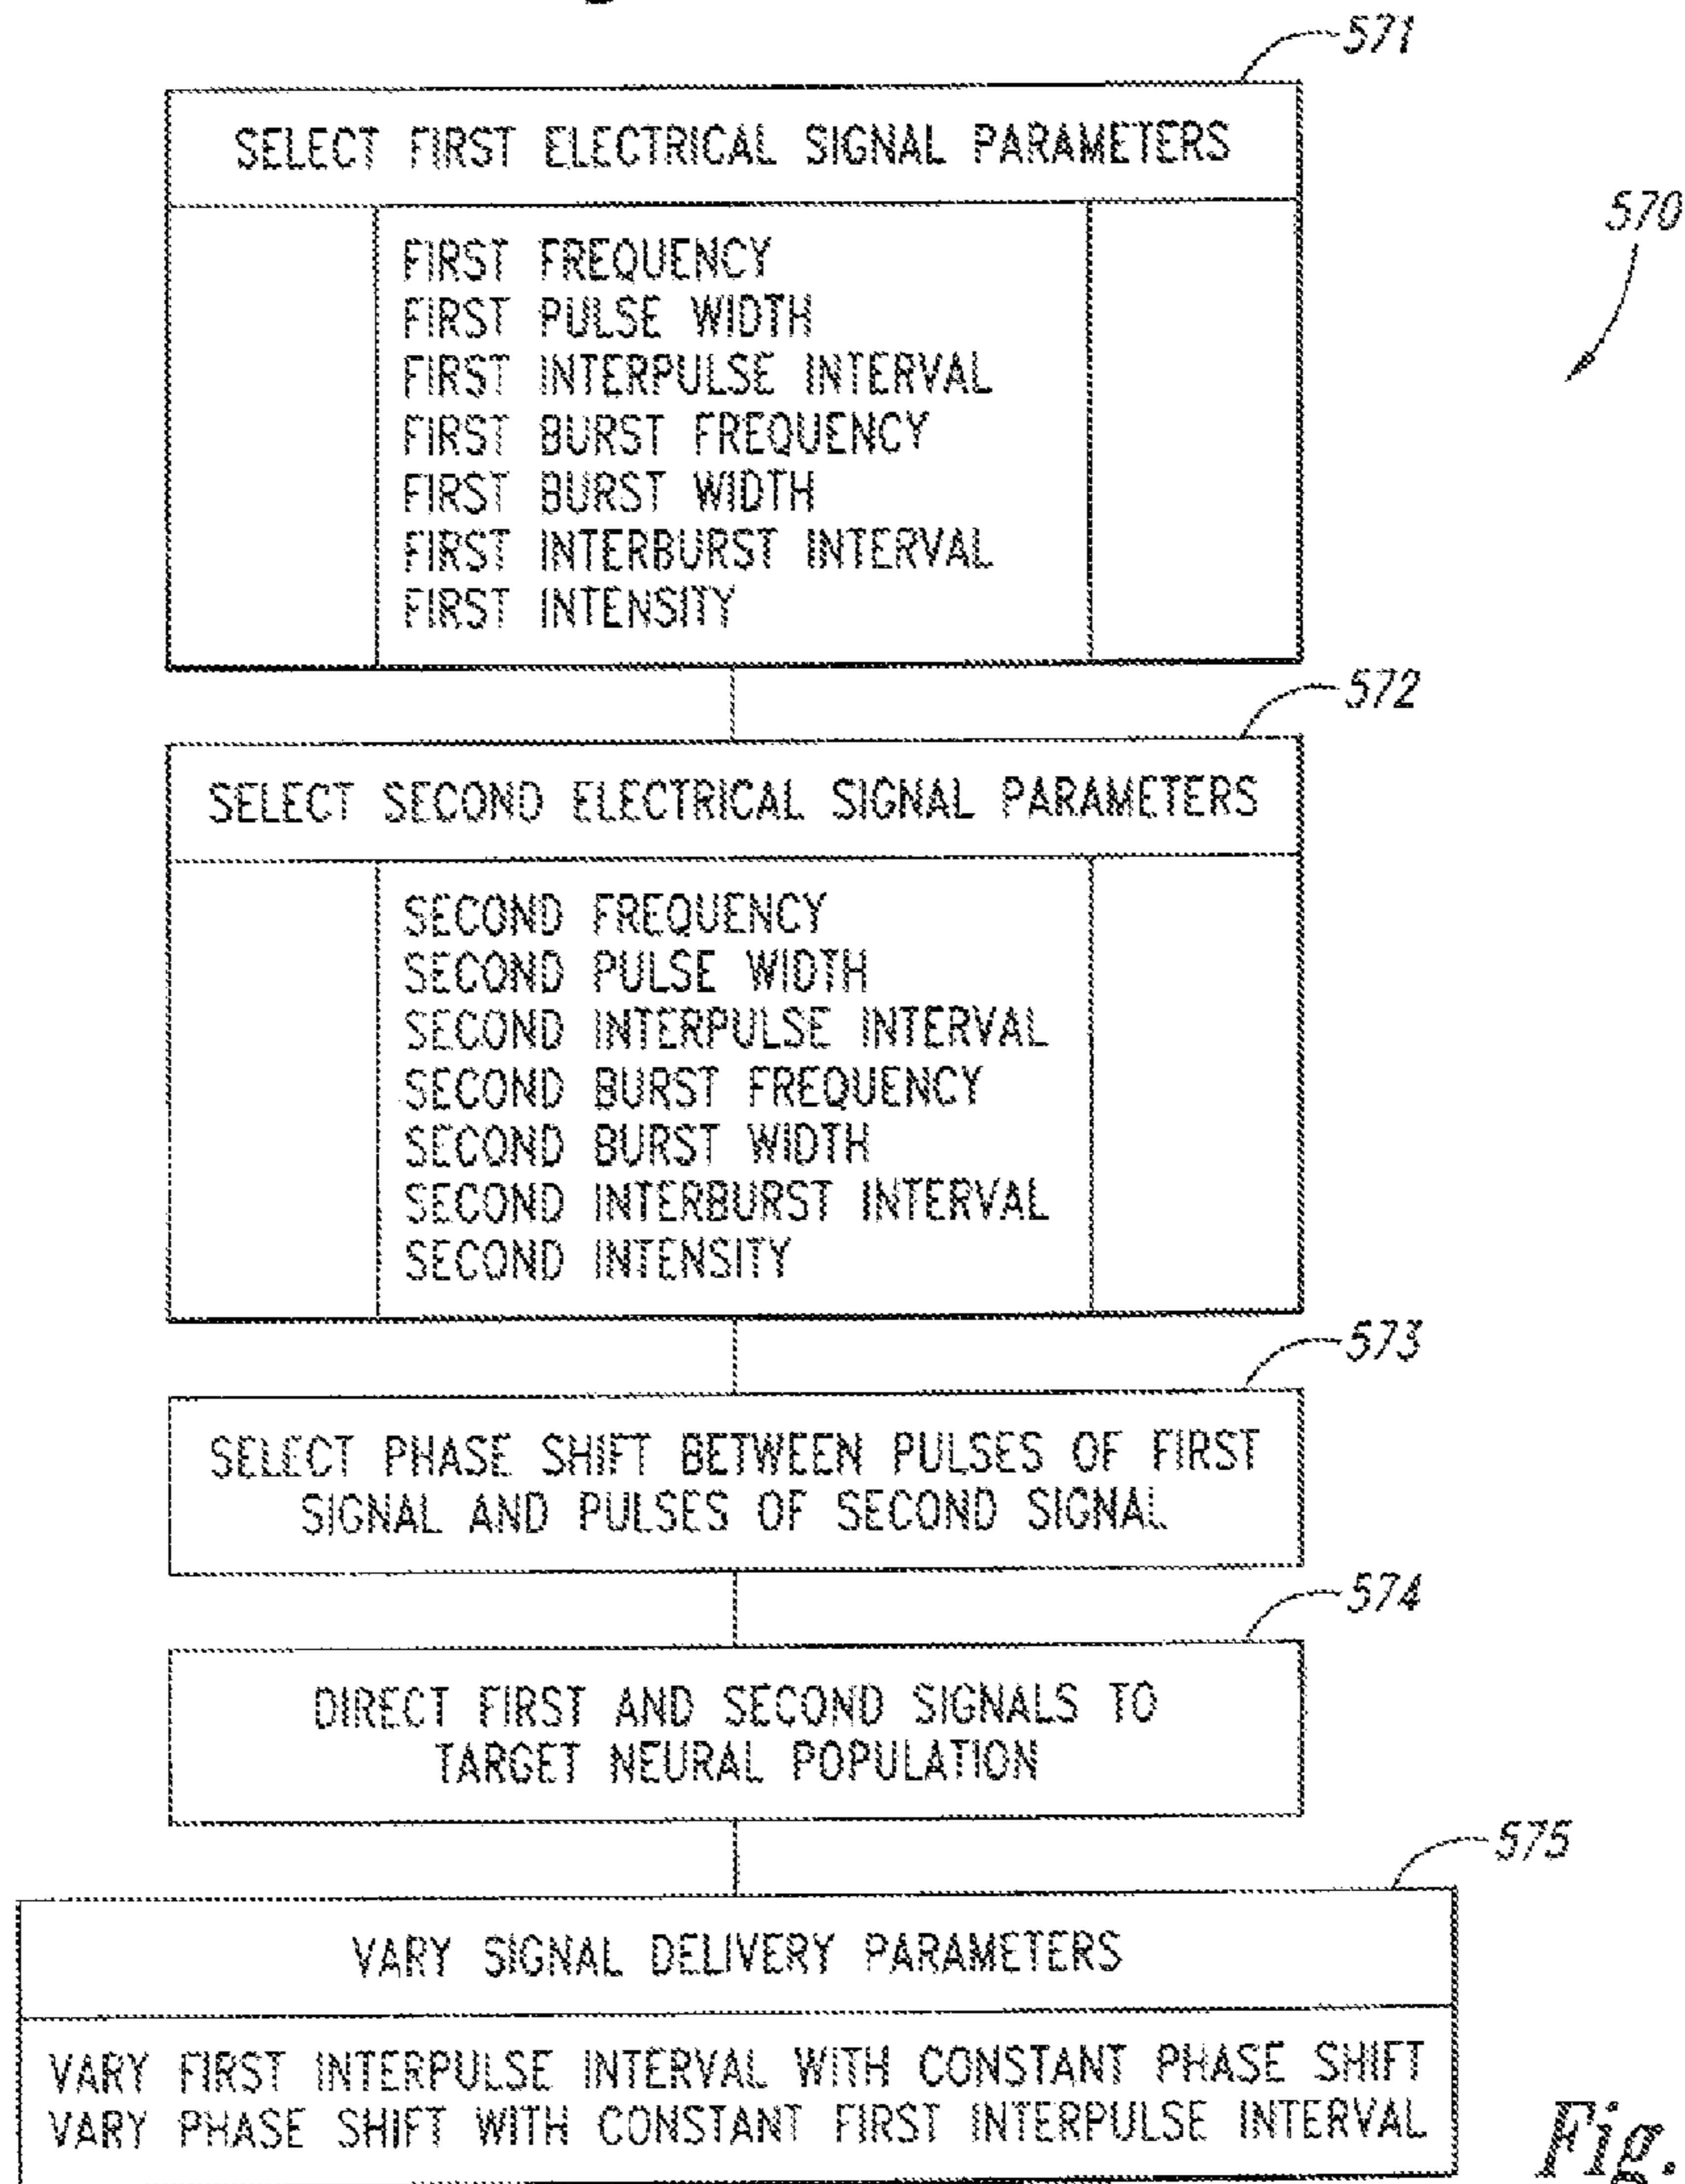 571
SELECT FIRST ELECTRICAL SIGNAL PARAMETERS
570
FIRST FREQUENCY
FIRST PULSE WIDTH
FIRST INTERPULSE INTERVAL
FIRST BURST FREQUENCY
FIRST BURST WIDTH
FIRST INTERBURST INTERVAL
FIRST INTENSITY
572
SELECT SECOND ELECTRICAL SIGNAL PARAMETERS
SECOND FREQUENCY
SECOND PULSE WIDTH
SECOND INTERPULSE INTERVAL
SECOND BURST FREQUENCY
SECOND BURST WIDTH
SECOND INTERBURST INTERVAL
SECOND INTENSITY
573
SELECT PHASE SHIFT BETWEEN PULSES OF FIRST
SIGNAL AND PULSES OF SECOND SIGNAL
574
DIRECT FIRST AND SECOND SIGNALS TO
TARGET NEURAL POPULATION
575
VARY SIGNAL DELIVERY PARAMETERS
VARY FIRST INTERPULSE INTERVAL WITH CONSTANT PHASE SHIFT
VARY PHASE SHIFT WITH CONSTANT FIRST INTERPULSE INTERVAL
Fig.